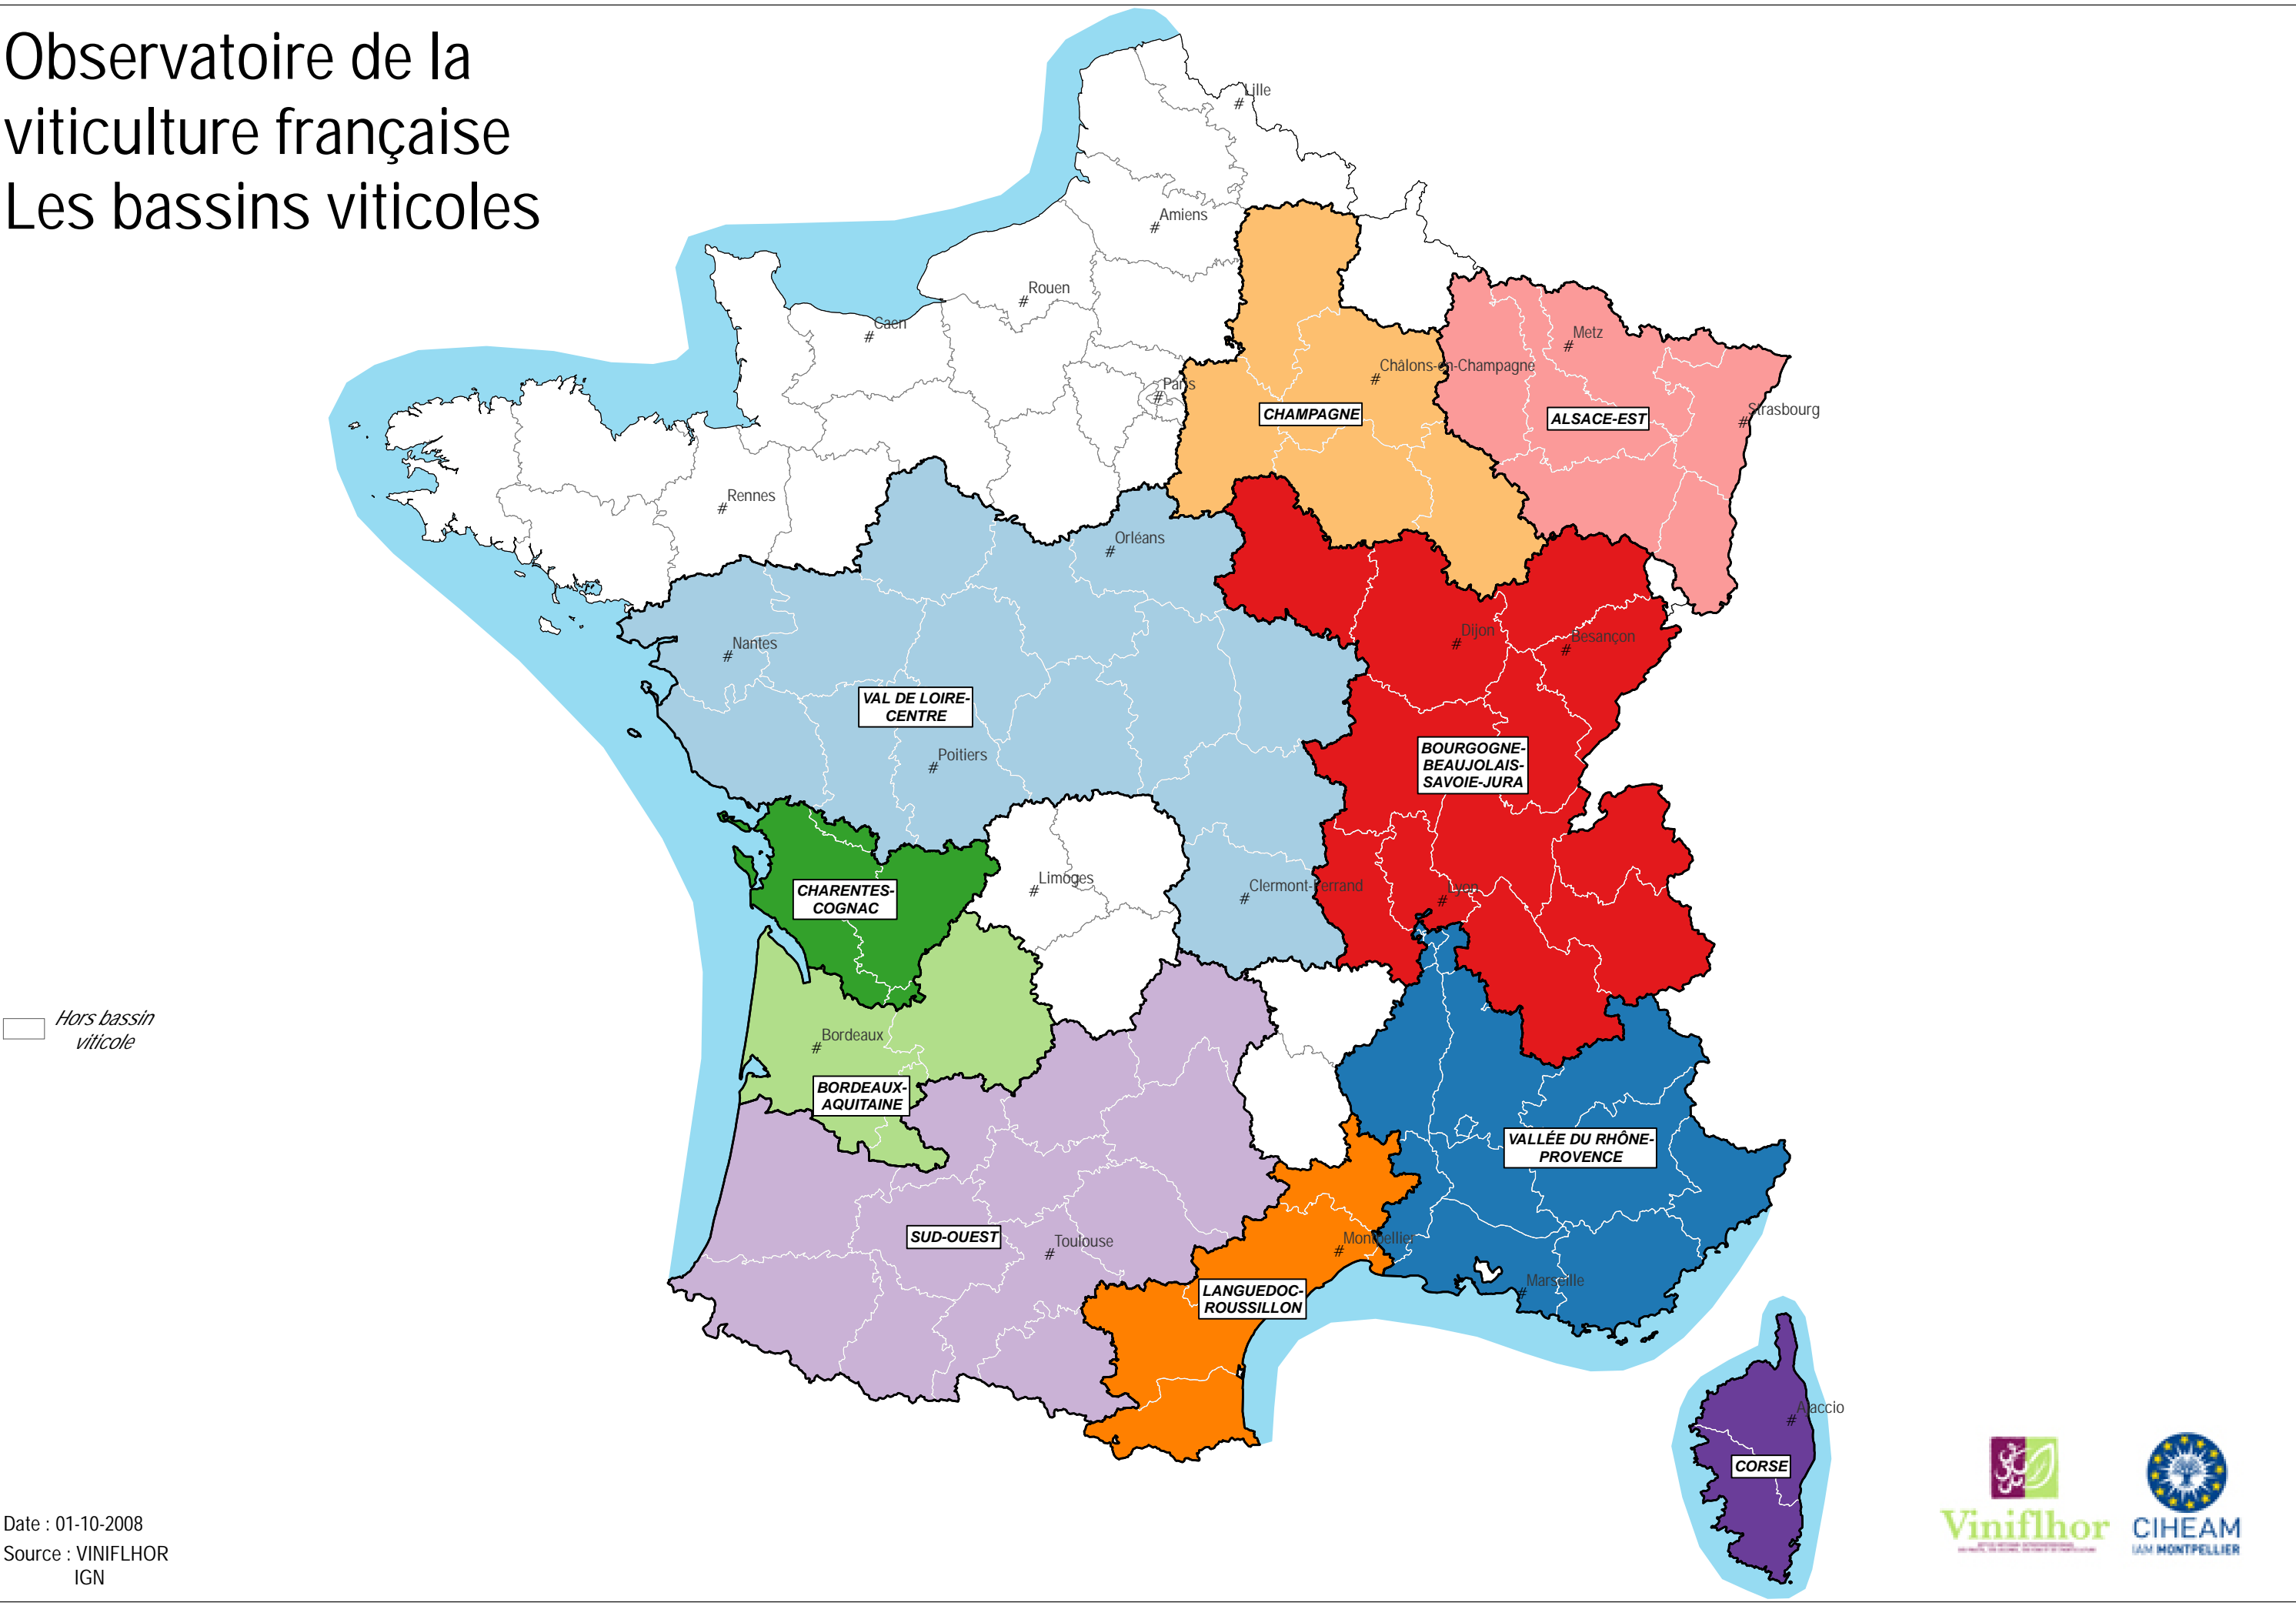 Observatoire de la
viticulture française
Les bassins viticoles
Lille
#
Amiens
#
Rouen
#
Caen
#
Metz
#
Châlons-en-Champagne
#
Paris
#
CHAMPAGNE
ALSACE-EST
Strasbourg
#
Rennes
#
Orléans
#
Dijon
#
Besançon
#
Nantes
#
VAL DE LOIRE-
CENTRE
Poitiers
#
BOURGOGNE-
BEAUJOLAIS-
SAVOIE-JURA
Limoges
#
Clermont-Ferrand
#
Lyon
#
CHARENTES-
COGNAC
Hors bassin
viticole
Bordeaux
#
BORDEAUX-
AQUITAINE
VALLÉE DU RHÔNE-
PROVENCE
SUD-OUEST
Toulouse
#
Montpellier
#
Marseille
#
LANGUEDOC-
ROUSSILLON
Ajaccio
#
CORSE
Date : 01-10-2008
Source : VINIFLHOR
IGN
Viniflhor
CIHEAM
IAM MONTPELLIER